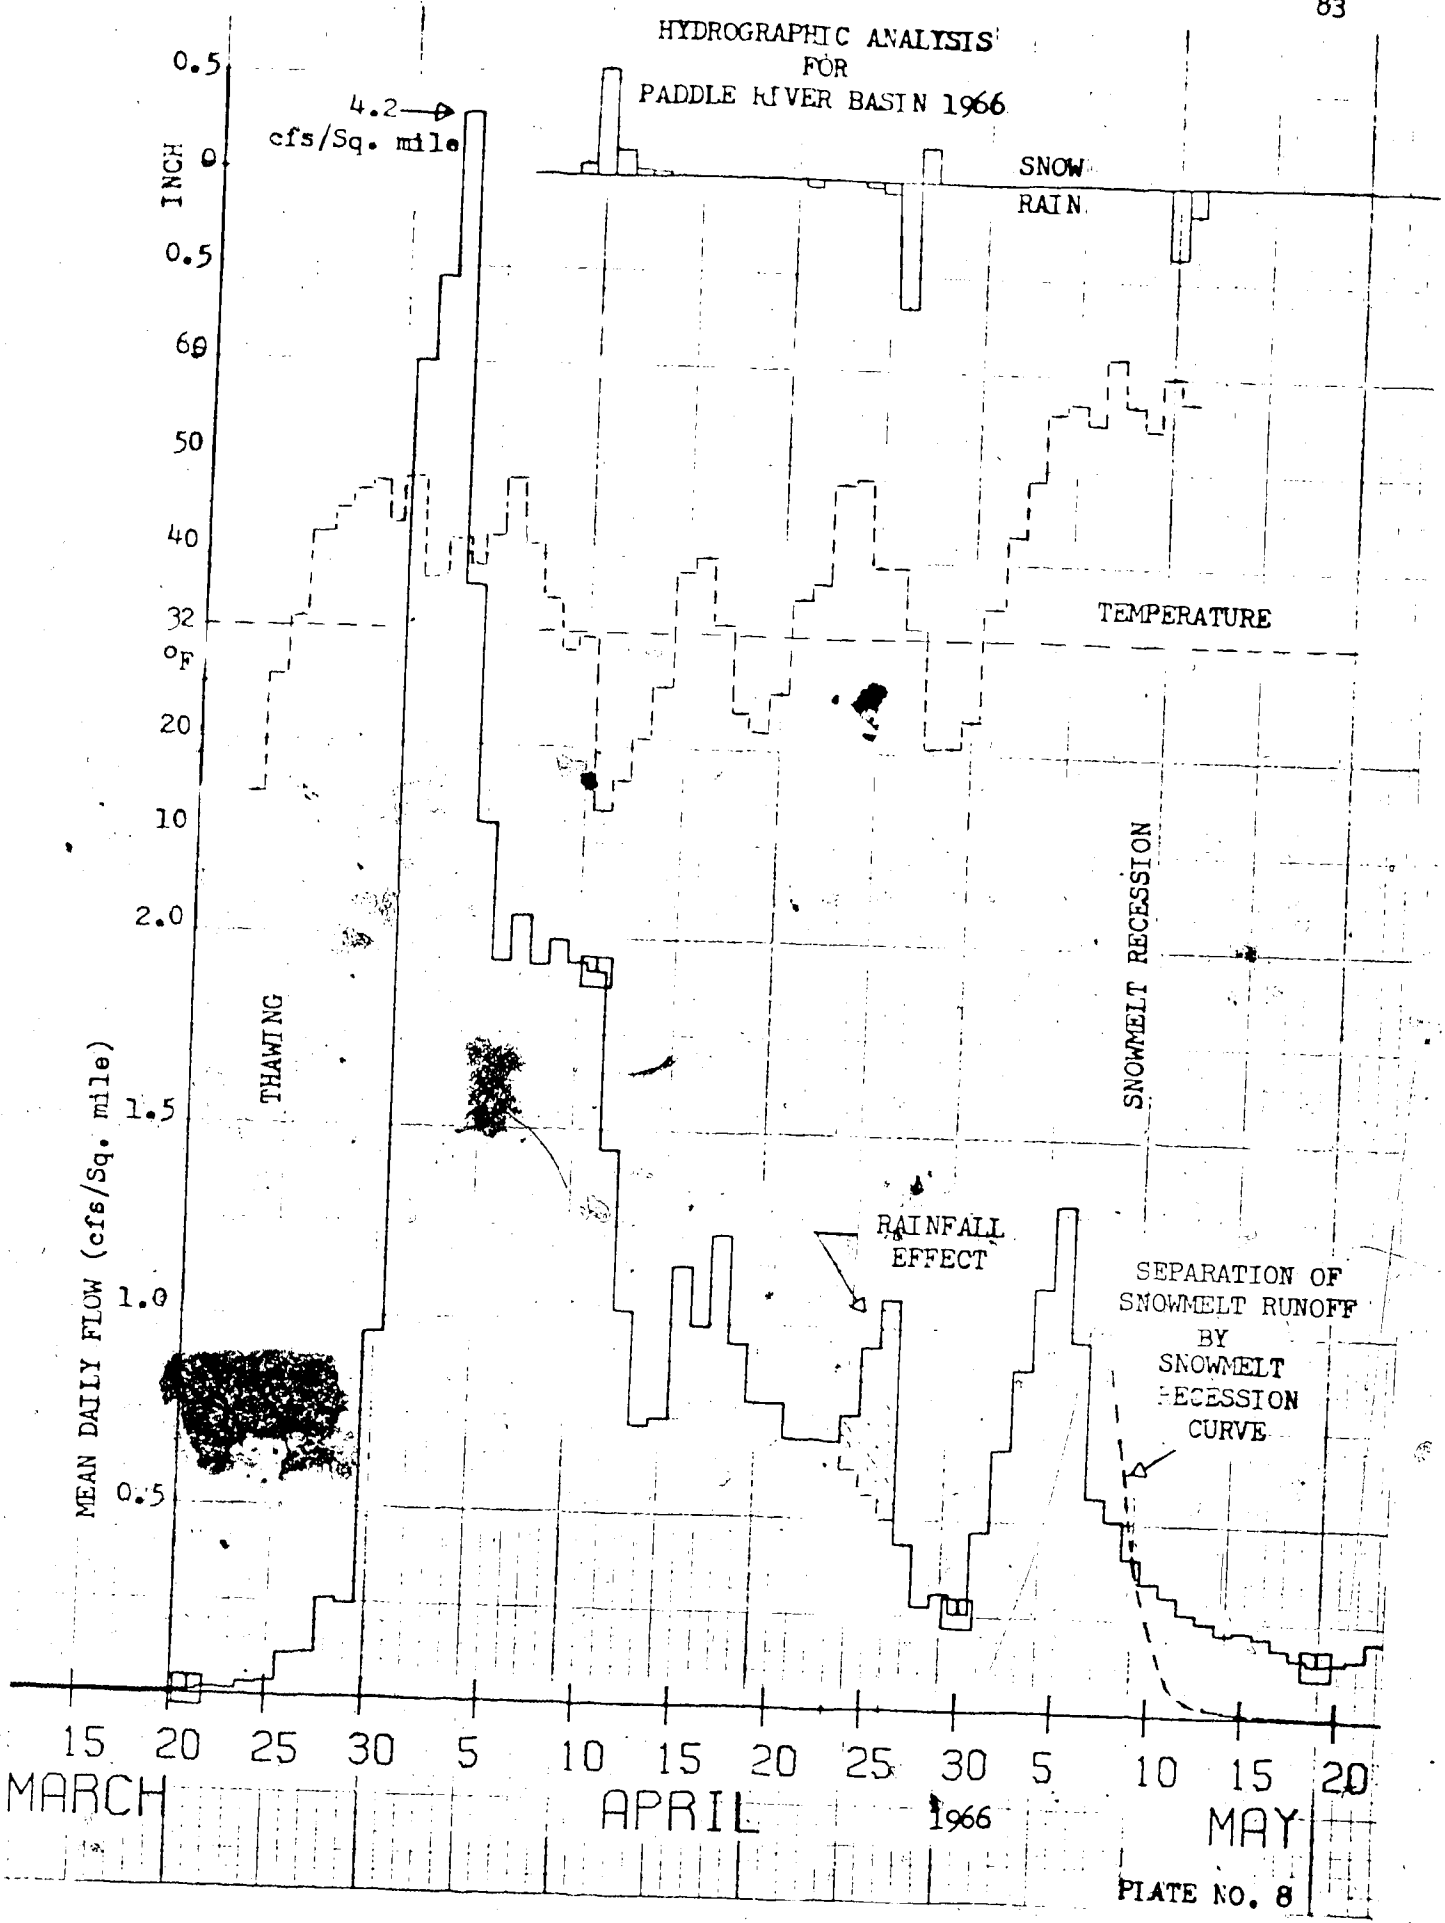 83
HYDROGRAPHIC ANALYSIS
FOR
PADDLE RIVER BASIN 1966
0.5
4.2
cfs/Sq. mile
INCH
0
SNOW
RAIN
0.5
60
50
40
32
°F
TEMPERATURE
20
10
2.0
THAWING
SNOWMELT RECESSION
MEAN DAILY FLOW (cfs/Sq. mile)
1.5
RAINFALL
EFFECT
1.0
SEPARATION OF
SNOWMELT RUNOFF
BY
SNOWMELT
RECESSION
CURVE
0.5
15 20 25 30 5 10 15 20 25 30 5 10 15 20
MARCH APRIL 1966 MAY
PLATE NO. 8